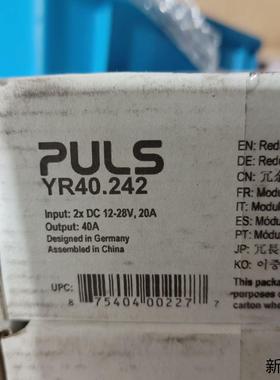 PULS
YR40.242
Input: 2x DC 12-28V, 20A
Output: 40A
Designed in Germany
Assembled in China
UPC:
8 75404 00227 7
EN: Red
DE: Red
CN: 冗
FR: Modul
IT: Modul
ES: Módu
PT: Módu
JP: 冗長
KO: 이중
This packa
purposes o
carton whe
新